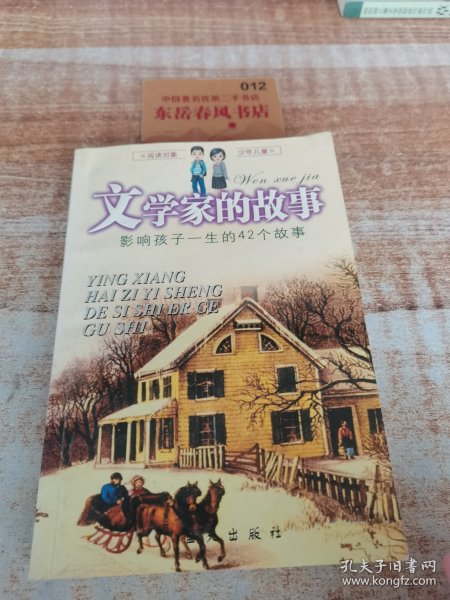 012
中国著名优质二手书店
东岳春风书店
阅读对象
少年儿童
Wen xue jia
文学家的故事
影响孩子一生的42个故事
YING XIANG
HAI ZI YI SHENG
DE SI SHI ER GE
GU SHI
出版社
孔夫子旧书网
www.kongfz.com